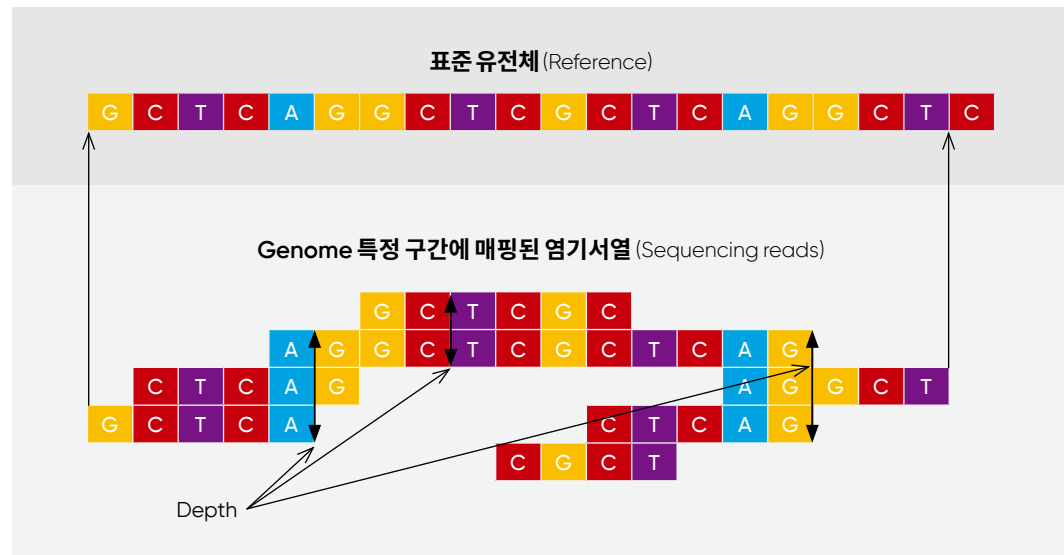 표준 유전체 (Reference)
G C T C A G G C T C G C T C A G G C T C
Genome 특정 구간에 매핑된 염기서열 (Sequencing reads)
G C T C G C
A G G C T C G C T C A G
C T C A G A G G C T
G C T C A C T C A G
C G C T
Depth